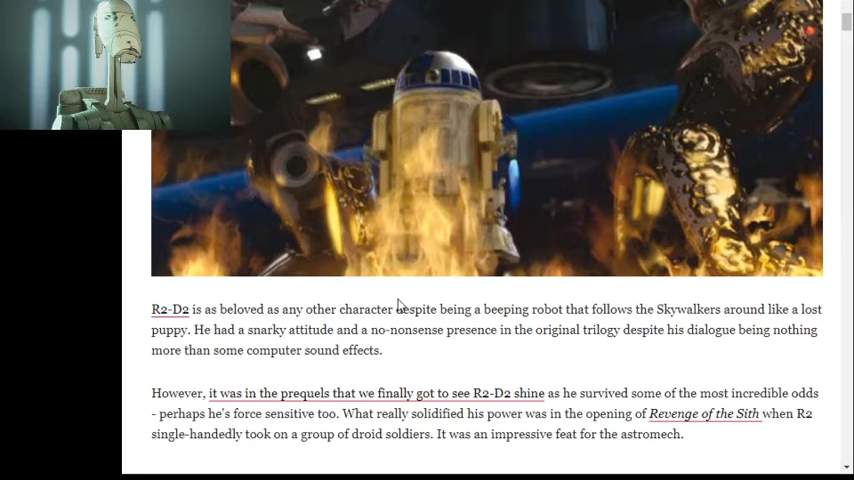 R2-D2 is as beloved as any other character despite being a beeping robot that follows the Skywalkers around like a lost
puppy. He had a snarky attitude and a no-nonsense presence in the original trilogy despite his dialogue being nothing
more than some computer sound effects.
However, it was in the prequels that we finally got to see R2-D2 shine as he survived some of the most incredible odds
- perhaps he's force sensitive too. What really solidified his power was in the opening of Revenge of the Sith when R2
single-handedly took on a group of droid soldiers. It was an impressive feat for the astromech.